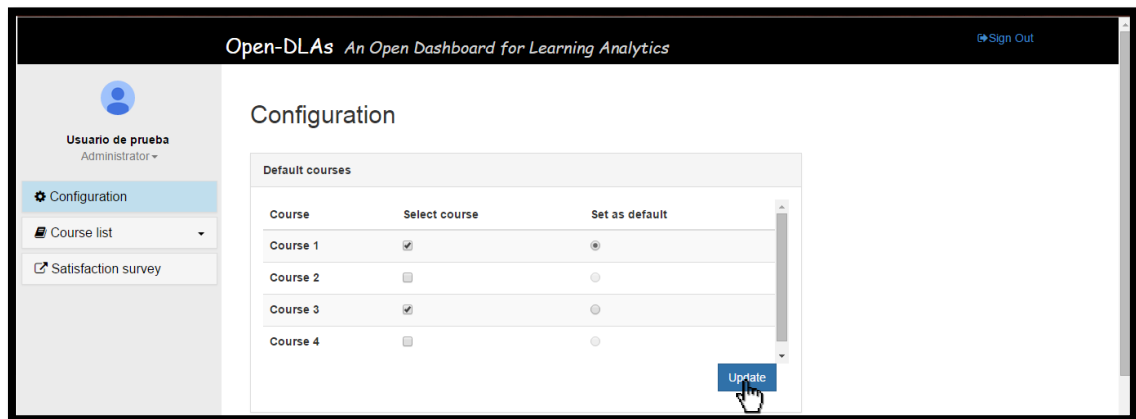 Open-DLAs An Open Dashboard for Learning Analytics
Sign Out
Usuario de prueba
Administrator
Configuration
Course list
Satisfaction survey
Configuration
Default courses
Course Select course Set as default
Course 1
Course 2
Course 3
Course 4
Update